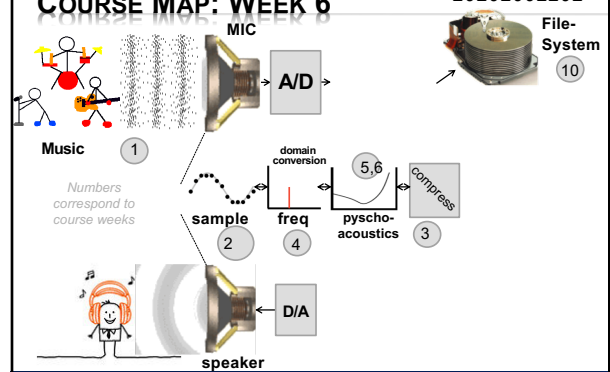 COURSE MAP: WEEK 6
MIC
File-
System
10
A/D
Music
1
domain
conversion
5,6
compress
Numbers
correspond to
course weeks
sample
freq
pyscho-
acoustics
2
4
3
D/A
speaker